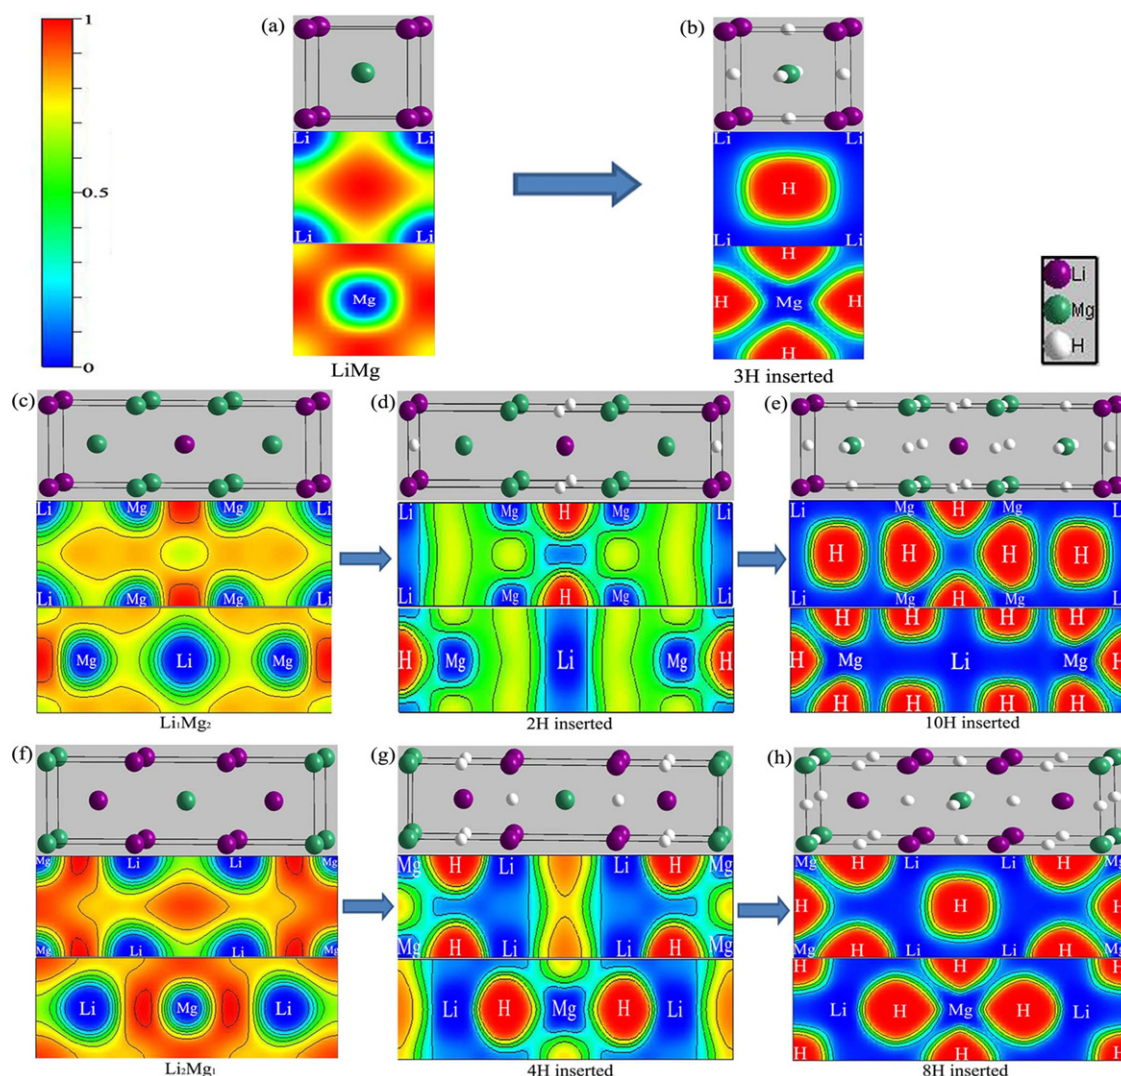 1
0.5
0
(a)
Li Li
Li Li
Mg
LiMg
(b)
Li Li
H
Li Li
H
H Mg H
H
3H inserted
Li
Mg
H
(c)
Li Mg Mg Li
Li Mg Mg Li
Mg Li Mg
Li₁Mg₂
(d)
Li Mg H Mg Li
Li Mg H Mg Li
H Mg Li Mg H
2H inserted
(e)
Li Mg H Mg Li
H H H H
Li Mg H Mg Li
H H H H
H Mg Li Mg H
H H H H
10H inserted
(f)
Mg Li Li Mg
Mg Li Li Mg
Li Mg Li
Li₂Mg₁
(g)
Mg H Li Li H Mg
Mg H Li Li H Mg
Li H Mg H Li
4H inserted
(h)
Mg H Li Li H Mg
H H H
Mg H Li Li H Mg
H H H
Li H Mg H Li
H H H
8H inserted